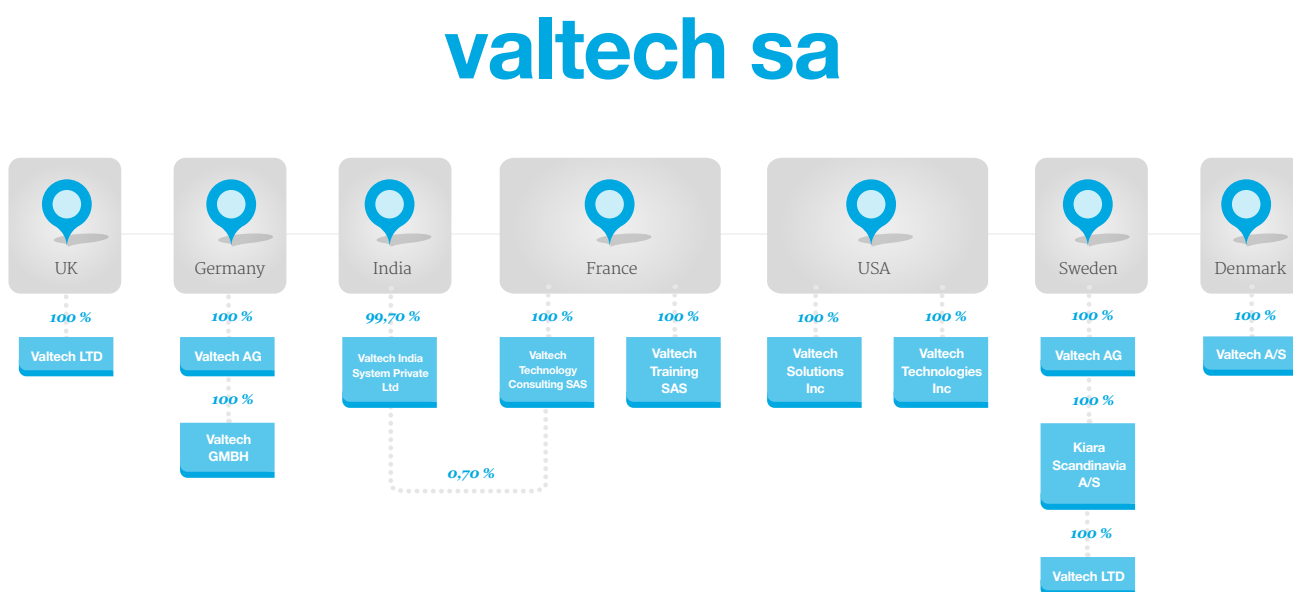 valtech sa
UK
Germany
India
France
USA
Sweden
Denmark
100 %
100 %
99,70 %
100 %
100 %
100 %
100 %
100 %
100 %
Valtech LTD
Valtech AG
Valtech India
System Private
Ltd
Valtech
Technology
Consulting SAS
Valtech
Training
SAS
Valtech
Solutions
Inc
Valtech
Technologies
Inc
Valtech AG
Valtech A/S
100 %
100 %
Valtech
GMBH
Kiara
Scandinavia
A/S
0,70 %
100 %
Valtech LTD